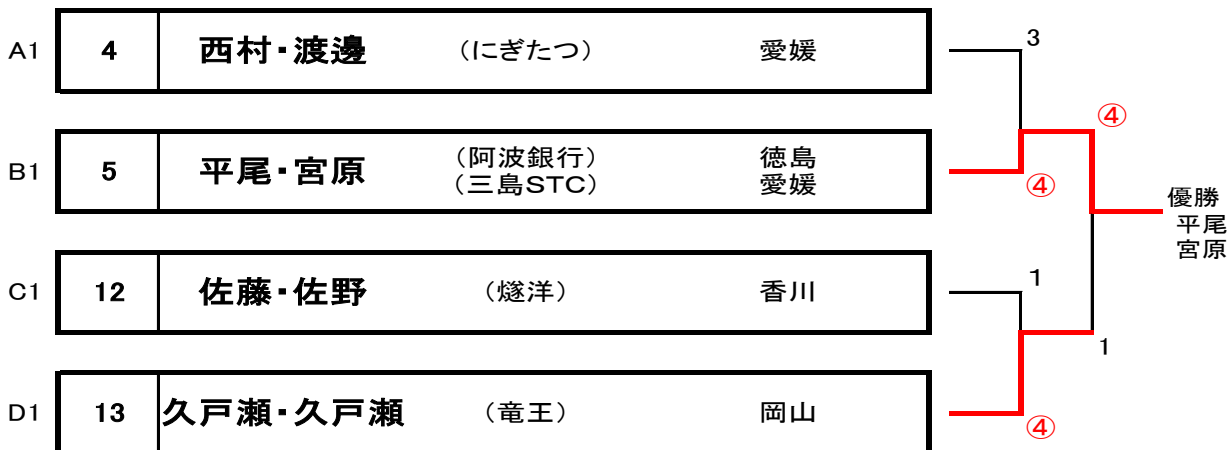 A1 4 西村・渡邊 （にぎたつ） 愛媛 3
④
B1 5 平尾・宮原 （阿波銀行） 徳島
（三島STC） 愛媛 ④
優勝
平尾
宮原
C1 12 佐藤・佐野 （燧洋） 香川 1
1
D1 13 久戸瀬・久戸瀬 （竜王） 岡山 ④